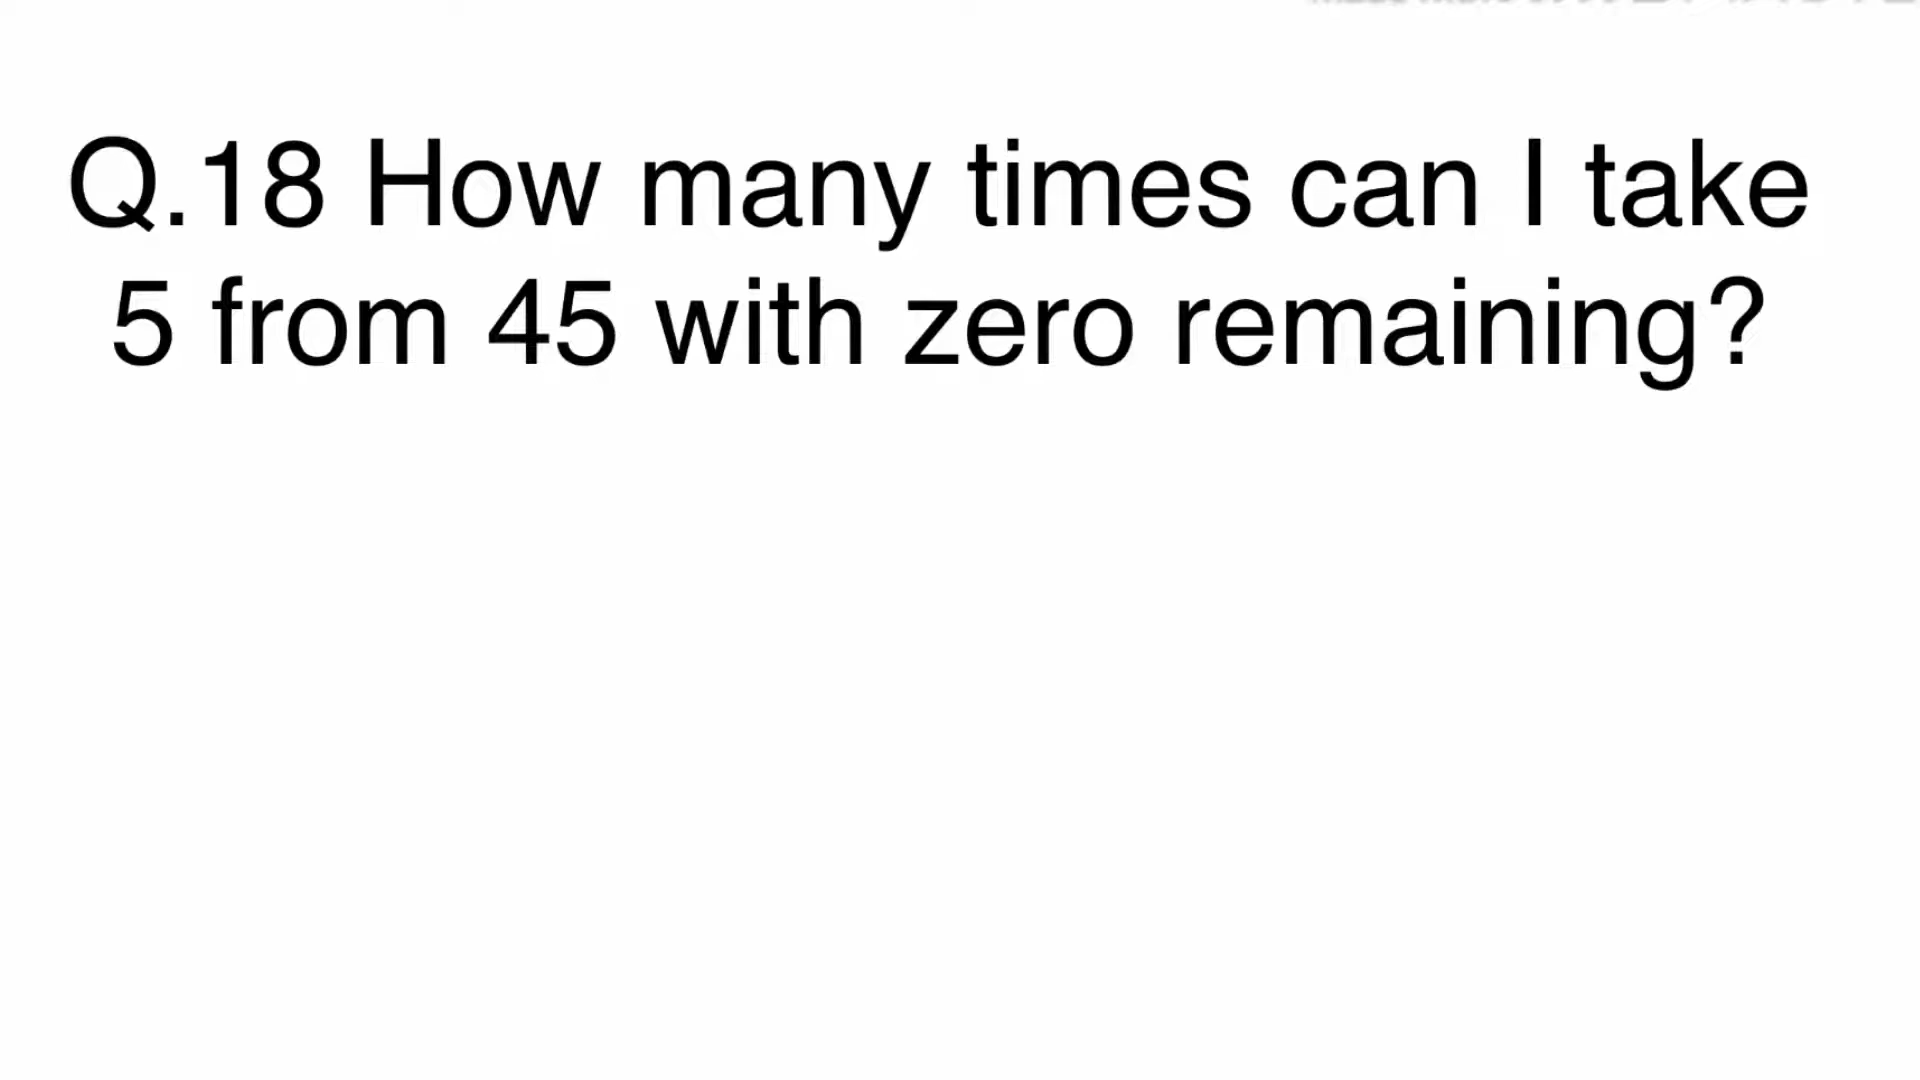 Q.18 How many times can I take
5 from 45 with zero remaining?